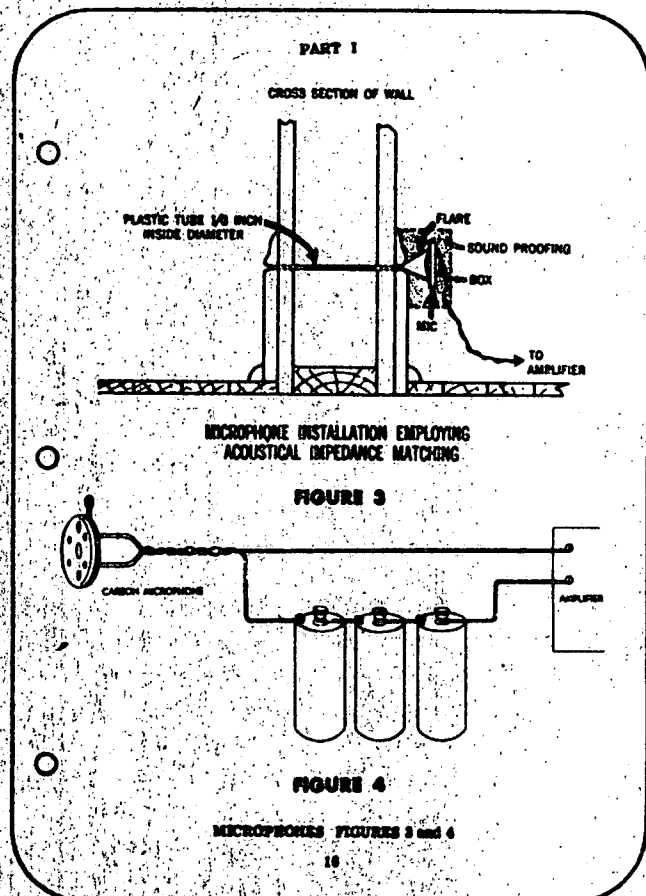 PART I
CROSS SECTION OF WALL
PLASTIC TUBE 1/8 INCH
INSIDE DIAMETER
FLARE
SOUND PROOFING
BOX
MIC
TO
AMPLIFIER
MICROPHONE INSTALLATION EMPLOYING
ACOUSTICAL IMPEDANCE MATCHING
FIGURE 3
CARBON MICROPHONE
AMPLIFIER
FIGURE 4
MICROPHONES FIGURES 3 and 4
16